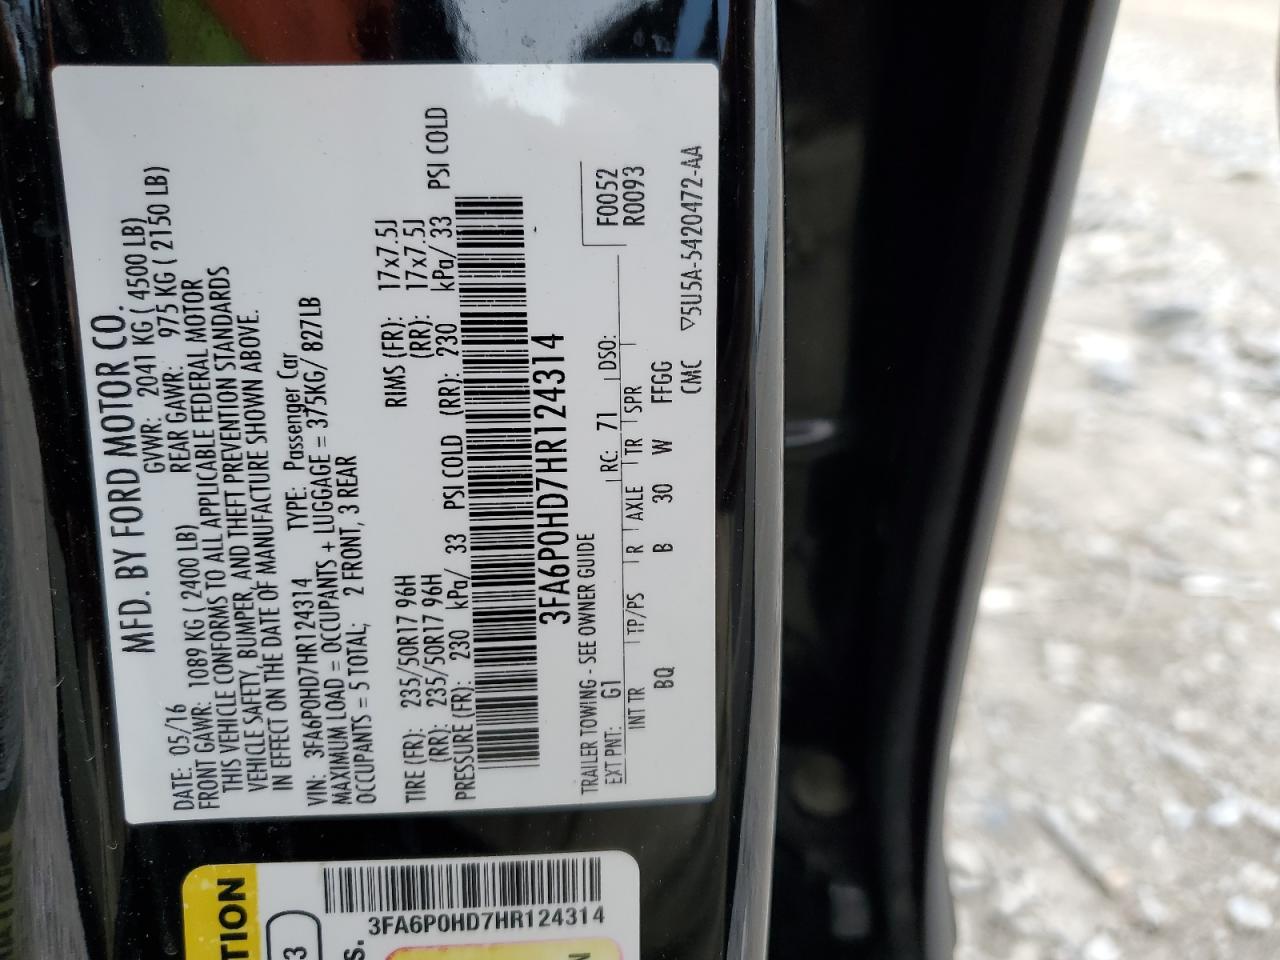 MFD. BY FORD MOTOR CO.
DATE: 05/16 GVWR: 2041 KG ( 4500 LB)
FRONT GAWR: 1089 KG ( 2400 LB) REAR GAWR: 975 KG ( 2150 LB)
THIS VEHICLE CONFORMS TO ALL APPLICABLE FEDERAL MOTOR
VEHICLE SAFETY, BUMPER, AND THEFT PREVENTION STANDARDS
IN EFFECT ON THE DATE OF MANUFACTURE SHOWN ABOVE.
VIN: 3FA6P0HD7HR124314 TYPE: Passenger Car
MAXIMUM LOAD = OCCUPANTS + LUGGAGE = 375KG/ 827LB
OCCUPANTS = 5 TOTAL; 2 FRONT, 3 REAR
TIRE (FR): 235/50R17 96H RIMS (FR): 17x7.5J
(RR): 235/50R17 96H (RR): 17x7.5J
PRESSURE (FR): 230 kPa/ 33 PSI COLD (RR): 230 kPa/ 33 PSI COLD
3FA6P0HD7HR124314
TRAILER TOWING - SEE OWNER GUIDE F0052
EXT PNT: G1 RC: 71 DSO: R0093
INT TR TP/PS R AXLE TR SPR
BQ B 30 W FFGG
CMC ▽5U5A-5420472-AA
TION
3
3FA6P0HD7HR124314
S.
N